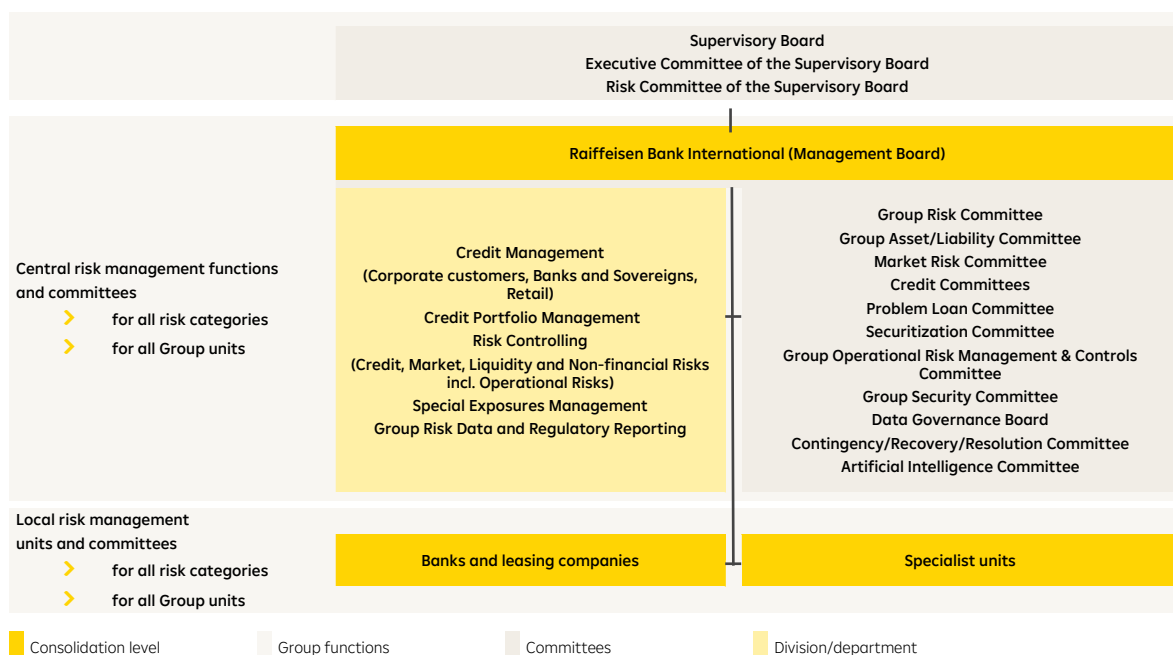 Supervisory Board
Executive Committee of the Supervisory Board
Risk Committee of the Supervisory Board
Raiffeisen Bank International (Management Board)
Central risk management functions
and committees
for all risk categories
for all Group units
Credit Management
(Corporate customers, Banks and Sovereigns,
Retail)
Credit Portfolio Management
Risk Controlling
(Credit, Market, Liquidity and Non-financial Risks
incl. Operational Risks)
Special Exposures Management
Group Risk Data and Regulatory Reporting
Group Risk Committee
Group Asset/Liability Committee
Market Risk Committee
Credit Committees
Problem Loan Committee
Securitization Committee
Group Operational Risk Management & Controls
Committee
Group Security Committee
Data Governance Board
Contingency/Recovery/Resolution Committee
Artificial Intelligence Committee
Local risk management
units and committees
for all risk categories
for all Group units
Banks and leasing companies
Specialist units
Consolidation level
Group functions
Committees
Division/department